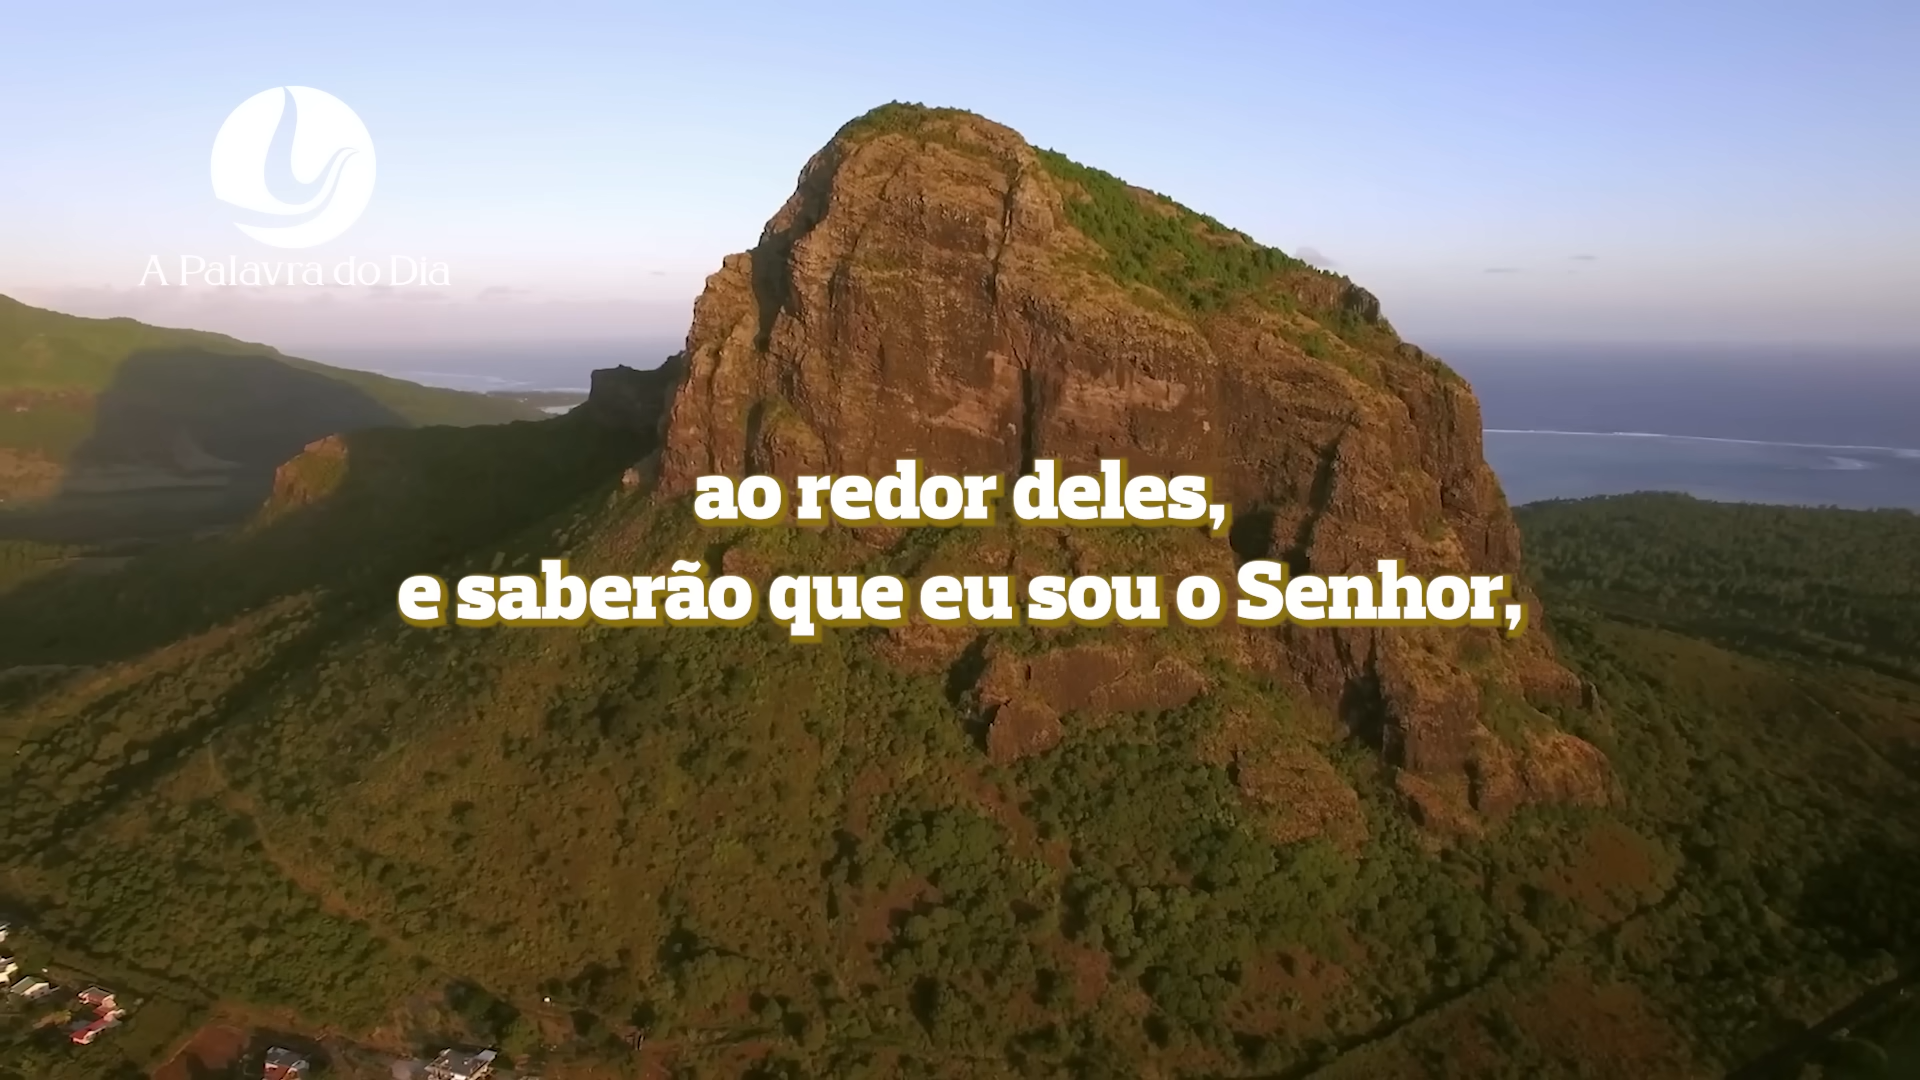 A Palavra do Dia
ao redor deles,
e saberão que eu sou o Senhor,